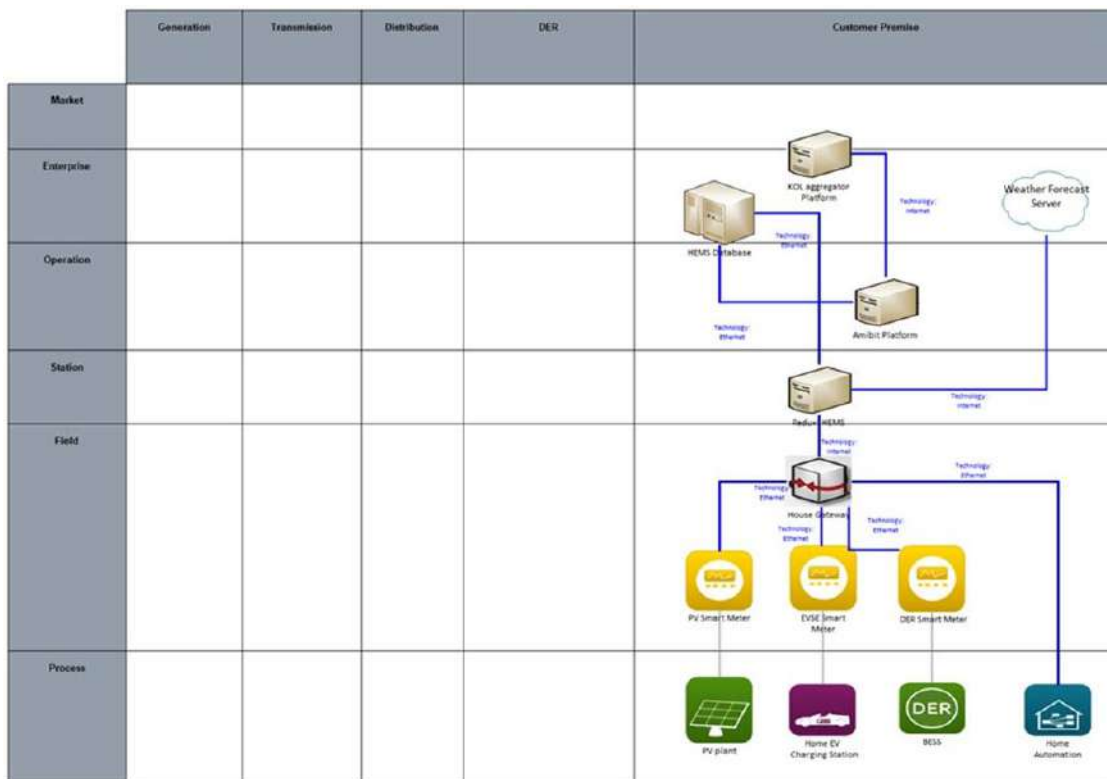 Generation Transmission Distribution DER Customer Premise
Market
Enterprise
KOL aggregator
Platform
Weather Forecast
Server
Technology:
Internet
Technology:
Ethernet
HEMS Database
Operation
Technology:
Ethernet
Amibit Platform
Station
Technology:
Internet
HEMS
Field
Technology:
Internet
Technology:
Ethernet
Technology:
Ethernet
House Gateway
Technology:
Ethernet
Technology:
Ethernet
PV Smart Meter
EVSE Smart
Meter
DER Smart Meter
Process
DER
PV plant
Home EV
Charging Station
BESS
Home
Automation